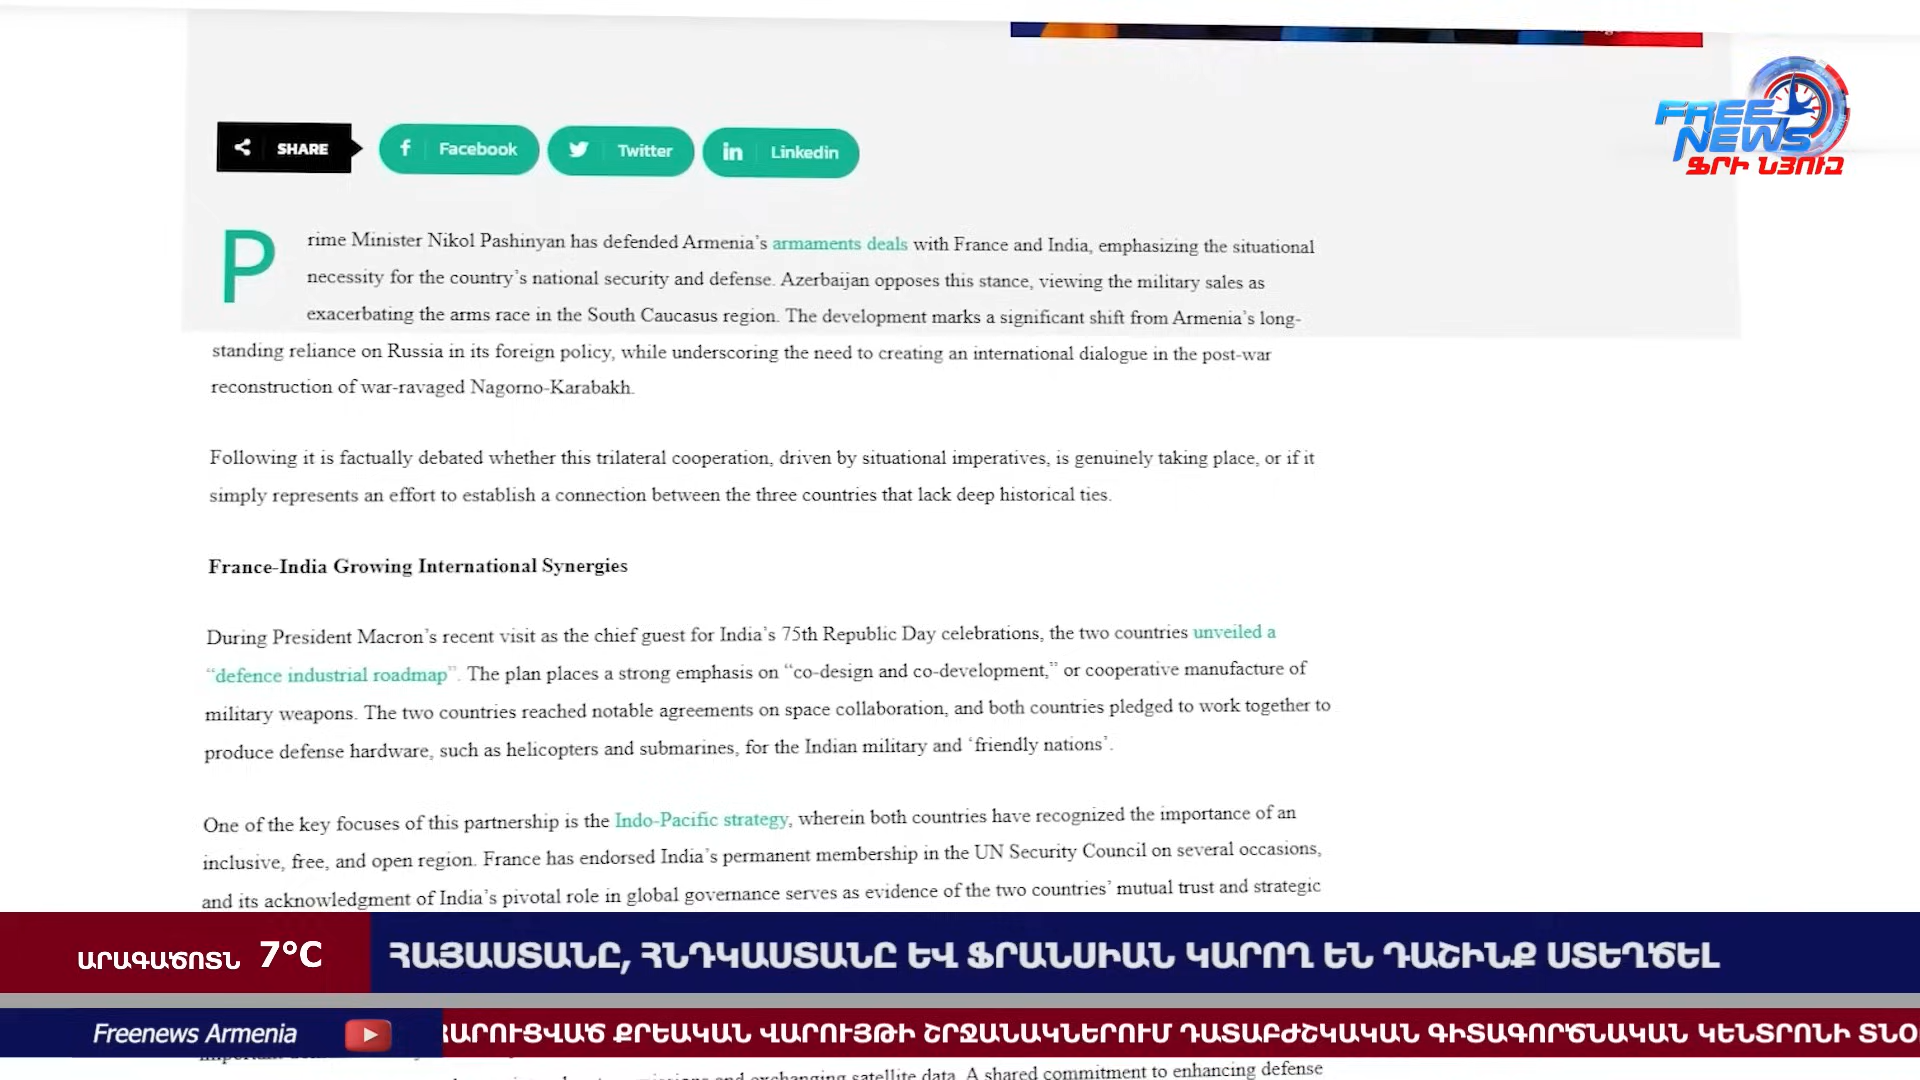 FREE
NEWS
ՖՐԻ ՆՅՈՒԶ
SHARE
Facebook
Twitter
Linkedin
Prime Minister Nikol Pashinyan has defended Armenia’s armaments deals with France and India, emphasizing the situational
necessity for the country’s national security and defense. Azerbaijan opposes this stance, viewing the military sales as
exacerbating the arms race in the South Caucasus region. The development marks a significant shift from Armenia’s long-
standing reliance on Russia in its foreign policy, while underscoring the need to creating an international dialogue in the post-war
reconstruction of war-ravaged Nagorno-Karabakh.
Following it is factually debated whether this trilateral cooperation, driven by situational imperatives, is genuinely taking place, or if it
simply represents an effort to establish a connection between the three countries that lack deep historical ties.
France-India Growing International Synergies
During President Macron’s recent visit as the chief guest for India’s 75th Republic Day celebrations, the two countries unveiled a
“defence industrial roadmap”. The plan places a strong emphasis on “co-design and co-development,” or cooperative manufacture of
military weapons. The two countries reached notable agreements on space collaboration, and both countries pledged to work together to
produce defense hardware, such as helicopters and submarines, for the Indian military and ‘friendly nations’.
One of the key focuses of this partnership is the Indo-Pacific strategy, wherein both countries have recognized the importance of an
inclusive, free, and open region. France has endorsed India’s permanent membership in the UN Security Council on several occasions,
and its acknowledgment of India’s pivotal role in global governance serves as evidence of the two countries’ mutual trust and strategic
ԱՐԱԳԱԾՈՏՆ 7°C
ՀԱՅԱՍՏԱՆԸ, ՀՆԴԿԱՍՏԱՆԸ ԵՎ ՖՐԱՆՍԻԱՆ ԿԱՐՈՂ ԵՆ ԴԱՇԻՆՔ ՍՏԵՂԾԵԼ
Freenews Armenia
ՀԱՐՈՒՑՎԱԾ ՔՐԵԱԿԱՆ ՎԱՐՈՒՅԹԻ ՇՐՋԱՆԱԿՆԵՐՈՒՄ ԴԱՏԱԲԺՇԿԱԿԱՆ ԳԻՏԱԳՈՐԾՆԱԿԱՆ ԿԵՆՏՐՈՆԻ ՏՆՕ
and exchanging satellite data. A shared commitment to enhancing defense